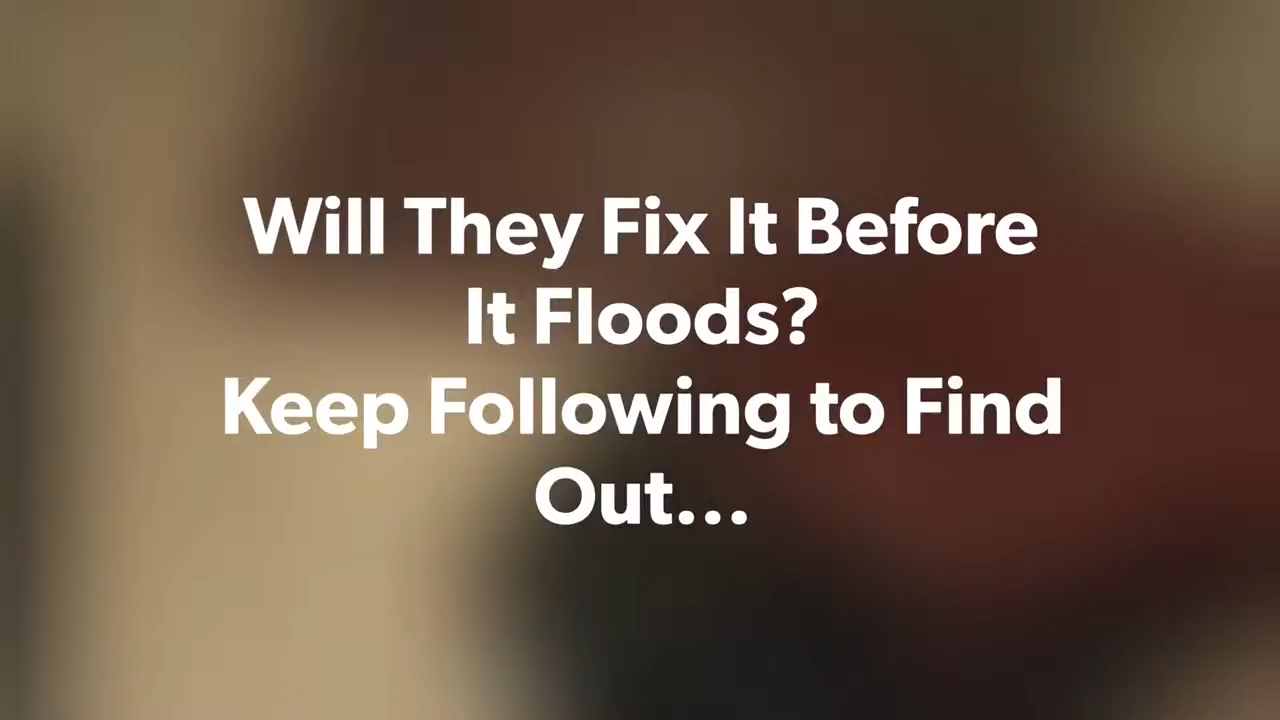 Will They Fix It Before
It Floods?
Keep Following to Find
Out...